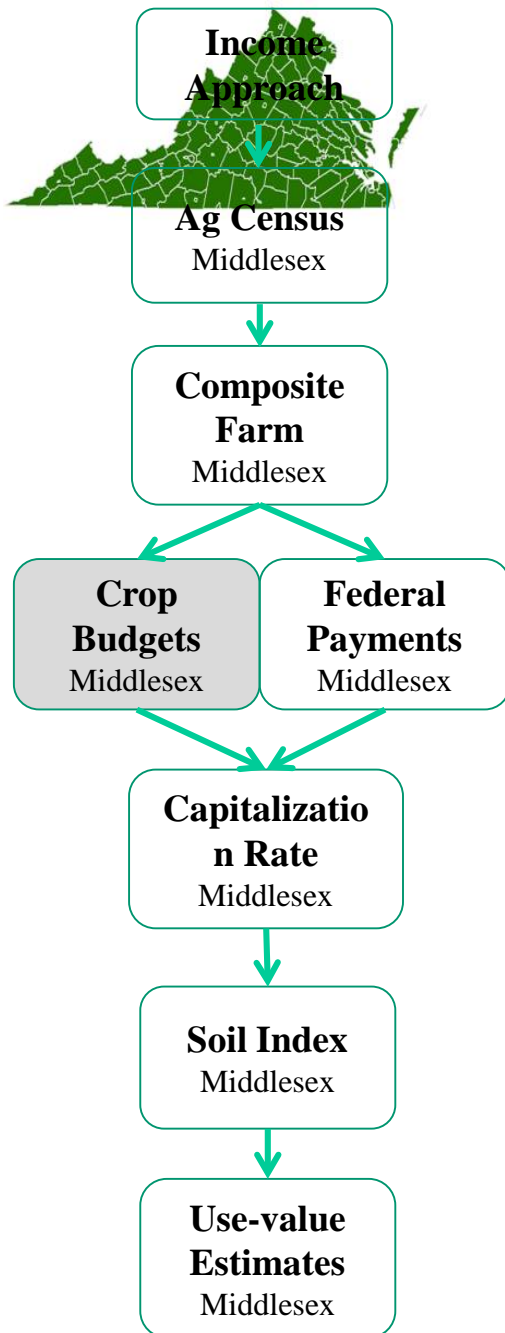 Income
Approach
Ag Census
Middlesex
Composite
Farm
Middlesex
Crop
Budgets
Middlesex
Federal
Payments
Middlesex
Capitalizatio
n Rate
Middlesex
Soil Index
Middlesex
Use-value
Estimates
Middlesex